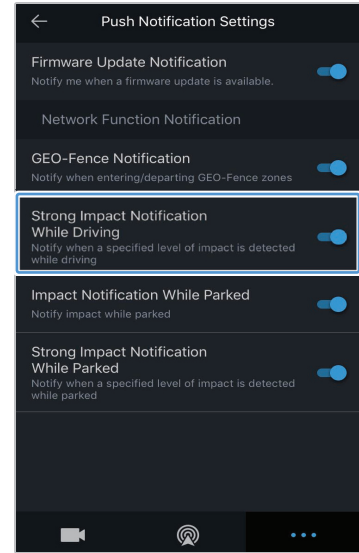 Push Notification Settings
Firmware Update Notification
Notify me when a firmware update is available.
Network Function Notification
GEO-Fence Notification
Notify when entering/departing GEO-Fence zones
Strong Impact Notification
While Driving
Notify when a specified level of impact is detected
while driving
Impact Notification While Parked
Notify impact while parked
Strong Impact Notification
While Parked
Notify when a specified level of impact is detected
while parked